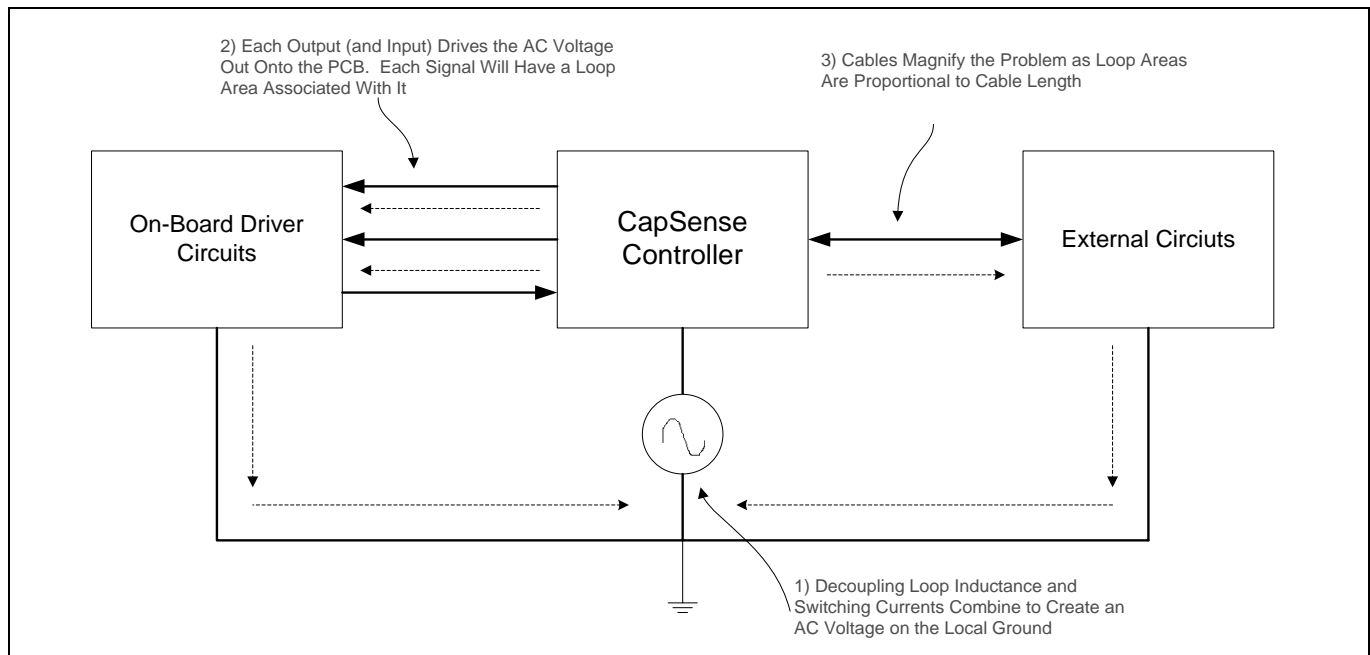 2) Each Output (and Input) Drives the AC Voltage
Out Onto the PCB. Each Signal Will Have a Loop
Area Associated With It
3) Cables Magnify the Problem as Loop Areas
Are Proportional to Cable Length
On-Board Driver
Circuits
CapSense
Controller
External Circiuts
1) Decoupling Loop Inductance and
Switching Currents Combine to Create an
AC Voltage on the Local Ground